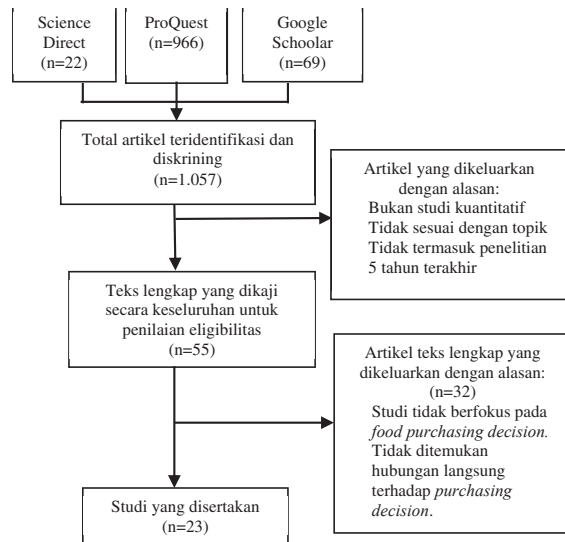 Science
Direct
(n=22)
ProQuest
(n=966)
Google
Schoolar
(n=69)
Total artikel teridentifikasi dan
diskrining
(n=1.057)
Artikel yang dikeluarkan
dengan alasan:
Bukan studi kuantitatif
Tidak sesuai dengan topik
Tidak termasuk penelitian
5 tahun terakhir
Teks lengkap yang dikaji
secara keseluruhan untuk
penilaian eligibilitas
(n=55)
Artikel teks lengkap yang
dikeluarkan dengan alasan:
(n=32)
Studi tidak berfokus pada
food purchasing decision.
Tidak ditemukan
hubungan langsung
terhadap purchasing
decision.
Studi yang disertakan
(n=23)